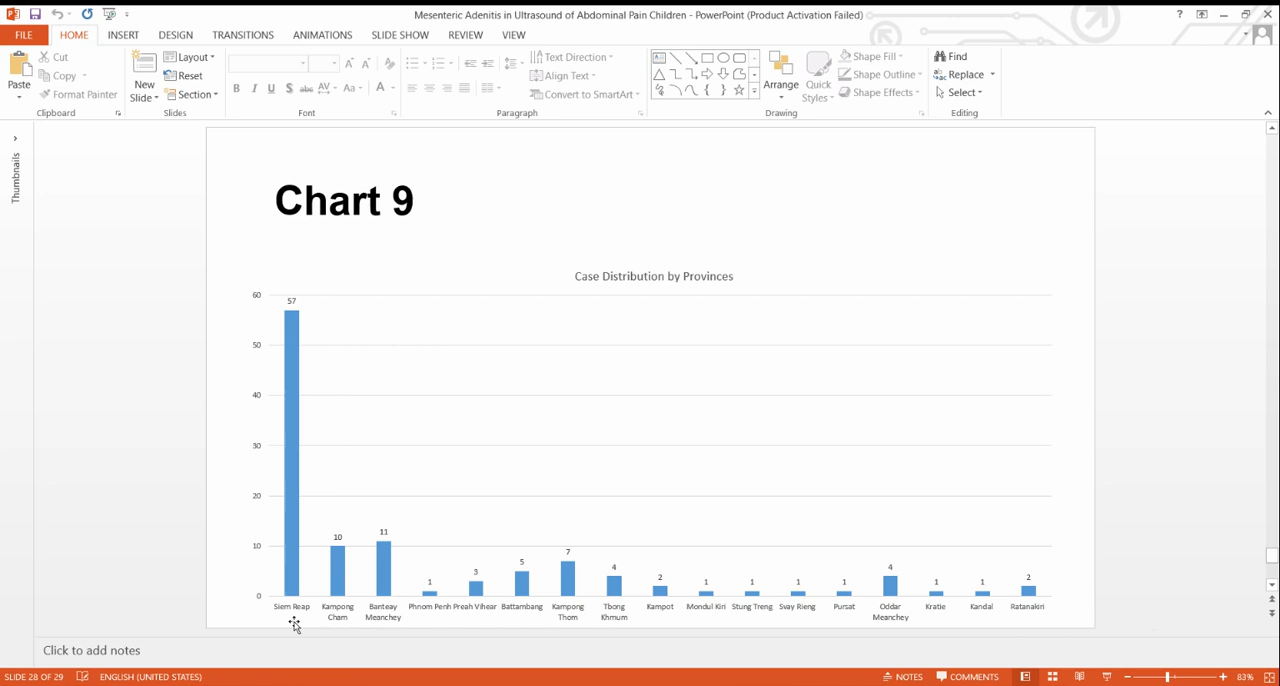 Mesenteric Adenitis in Ultrasound of Abdominal Pain Children - PowerPoint (Product Activation Failed)
FILE HOME INSERT DESIGN TRANSITIONS ANIMATIONS SLIDE SHOW REVIEW VIEW
Paste
Cut
Copy
Format Painter
Clipboard
New
Slide
Layout
Reset
Section
Slides
Font
Text Direction
Align Text
Convert to SmartArt
Paragraph
Arrange
Quick
Styles
Shape Fill
Shape Outline
Shape Effects
Drawing
Find
Replace
Select
Editing
Thumbnails
Chart 9
Case Distribution by Provinces
60
50
40
30
20
10
0
57 10 11 1 3 5 7 4 2 1 1 1 1 4 1 1 2
Siem Reap
Kampong
Cham
Banteay
Meanchey
Phnom Penh
Preah Vihear
Battambang
Kampong
Thom
Tbong
Khmum
Kampot
Mondul Kiri
Stung Treng
Svay Rieng
Pursat
Oddar
Meanchey
Kratie
Kandal
Ratanakiri
Click to add notes
SLIDE 28 OF 29 ENGLISH (UNITED STATES) NOTES COMMENTS 83%